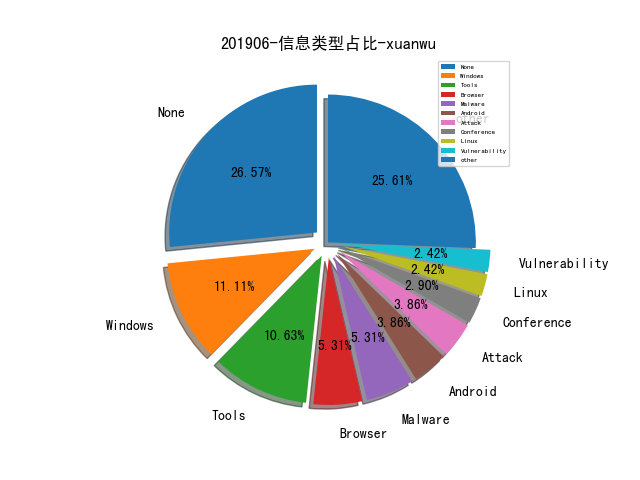 201906-信息类型占比-xuanwu
None
Windows
Tools
Browser
Malware
Android
Attack
Conference
Linux
Vulnerability
other
other
None
26.57%
25.61%
2.42%
Vulnerability
2.42%
Linux
2.90%
Conference
11.11%
3.86%
Attack
3.86%
Android
Windows
10.63%
5.31%
5.31%
Malware
Tools
Browser